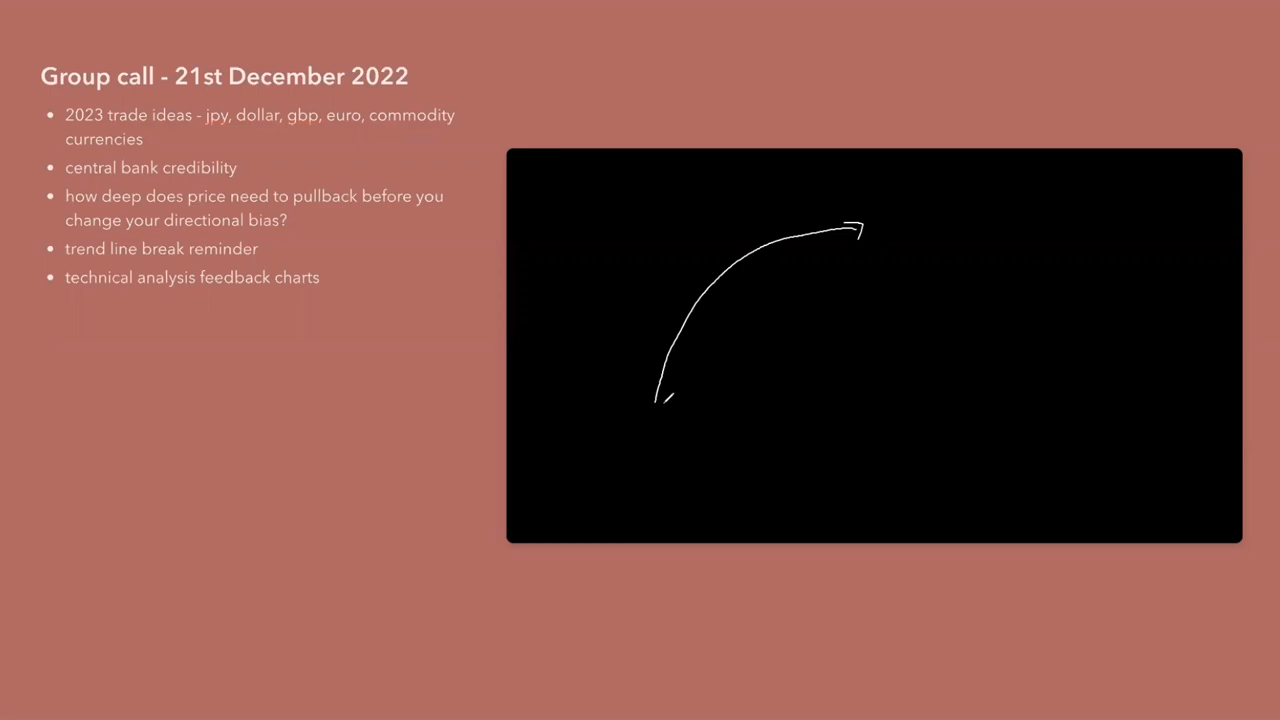 Group call - 21st December 2022
• 2023 trade ideas - jpy, dollar, gbp, euro, commodity
currencies
• central bank credibility
• how deep does price need to pullback before you
change your directional bias?
• trend line break reminder
• technical analysis feedback charts